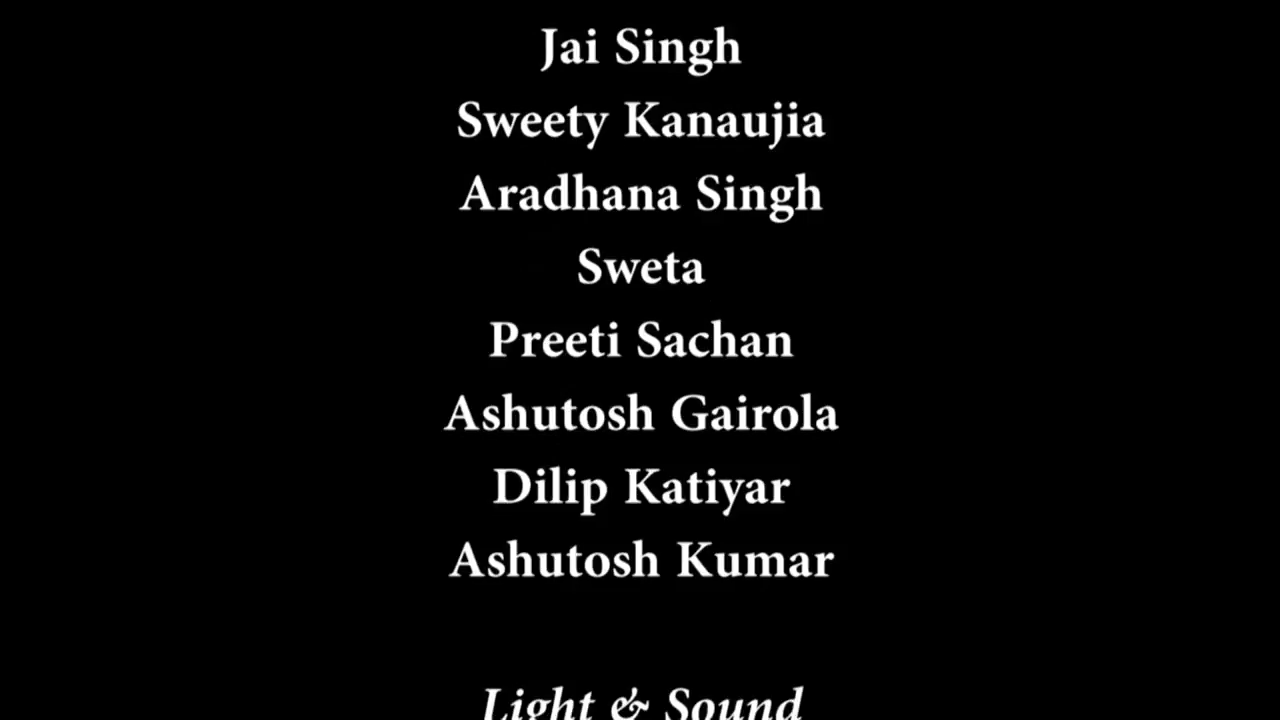 Jai Singh
Sweety Kanaujia
Aradhana Singh
Sweta
Preeti Sachan
Ashutosh Gairola
Dilip Katiyar
Ashutosh Kumar
Light & Sound